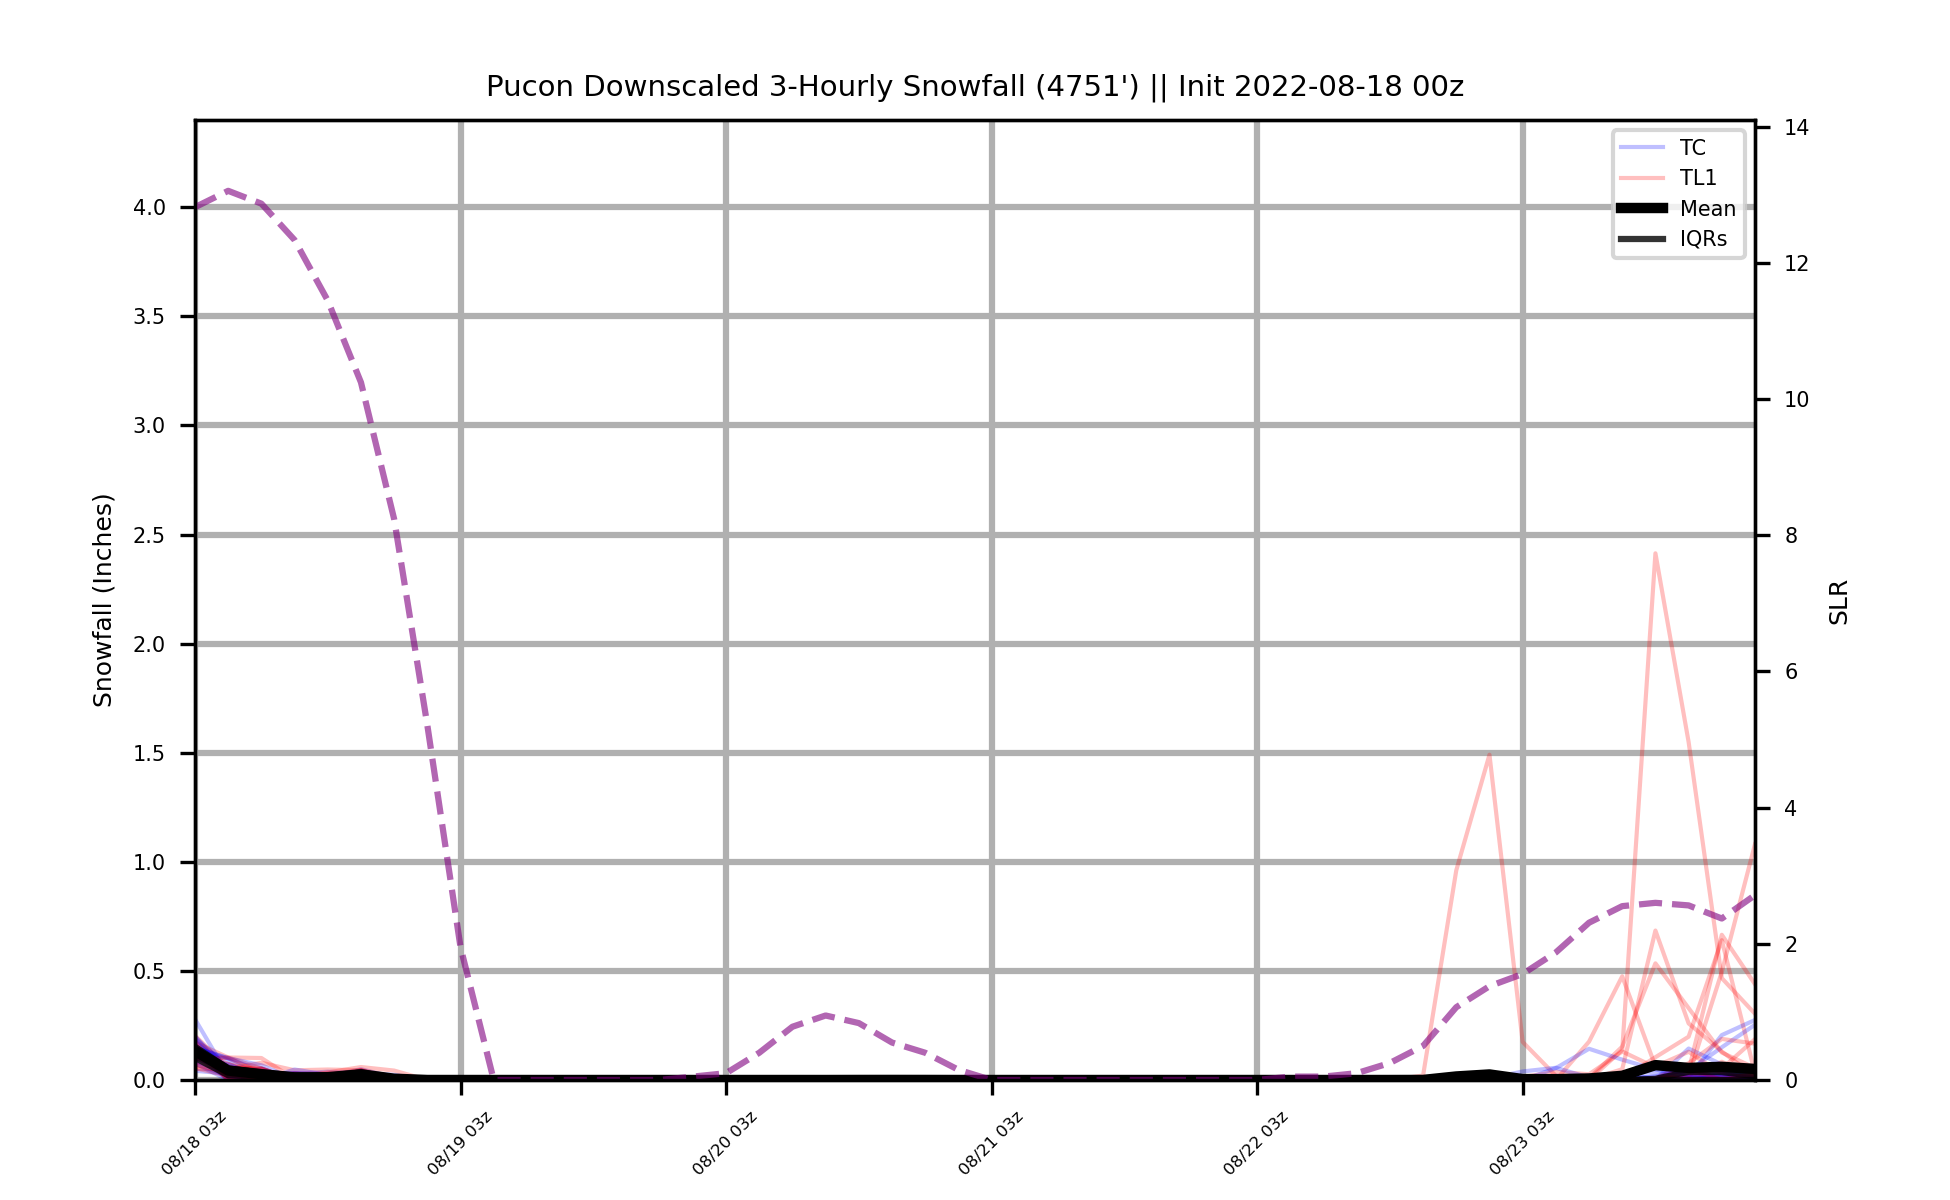 Pucon Downscaled 3-Hourly Snowfall (4751') || Init 2022-08-18 00z
TC
TL1
Mean
IQRs
Snowfall (Inches)
4.0
3.5
3.0
2.5
2.0
1.5
1.0
0.5
0.0
14
12
10
8
6
4
2
0
SLR
08/18 03z
08/19 03z
08/20 03z
08/21 03z
08/22 03z
08/23 03z